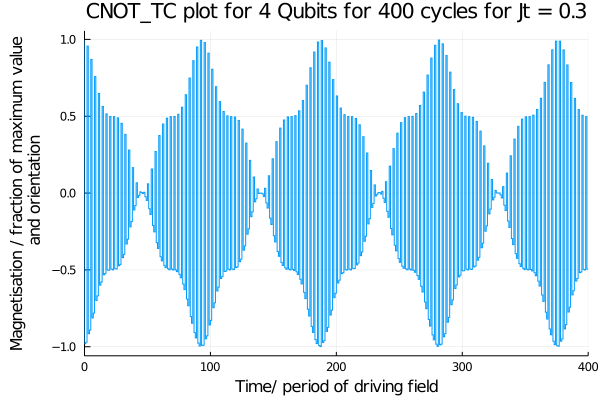 CNOT_TC plot for 4 Qubits for 400 cycles for Jt = 0.3
Magnetisation / fraction of maximum value
and orientation
1.0
0.5
0.0
−0.5
−1.0
0
100
200
300
400
Time/ period of driving field